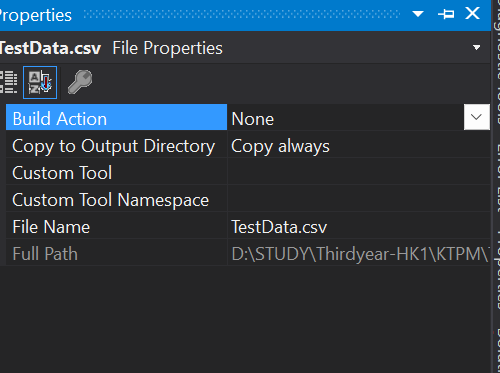 Properties
TestData.csv File Properties
Build Action None
Copy to Output Directory Copy always
Custom Tool
Custom Tool Namespace
File Name TestData.csv
Full Path D:\STUDY\Thirdyear-HK1\KTPM\